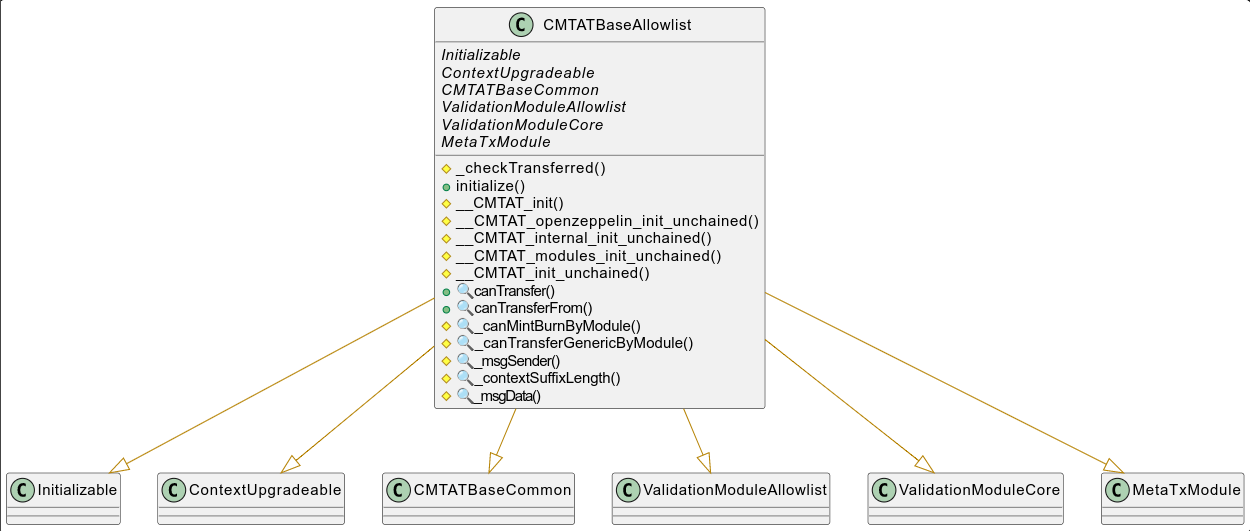 C CMTATBaseAllowlist
Initializable
ContextUpgradeable
CMTATBaseCommon
ValidationModuleAllowlist
ValidationModuleCore
MetaTxModule
_checkTransferred()
initialize()
__CMTAT_init()
__CMTAT_openzeppelin_init_unchained()
__CMTAT_internal_init_unchained()
__CMTAT_modules_init_unchained()
__CMTAT_init_unchained()
🔍canTransfer()
🔍canTransferFrom()
🔍_canMintBurnByModule()
🔍_canTransferGenericByModule()
🔍_msgSender()
🔍_contextSuffixLength()
🔍_msgData()
C Initializable
C ContextUpgradeable
C CMTATBaseCommon
C ValidationModuleAllowlist
C ValidationModuleCore
C MetaTxModule